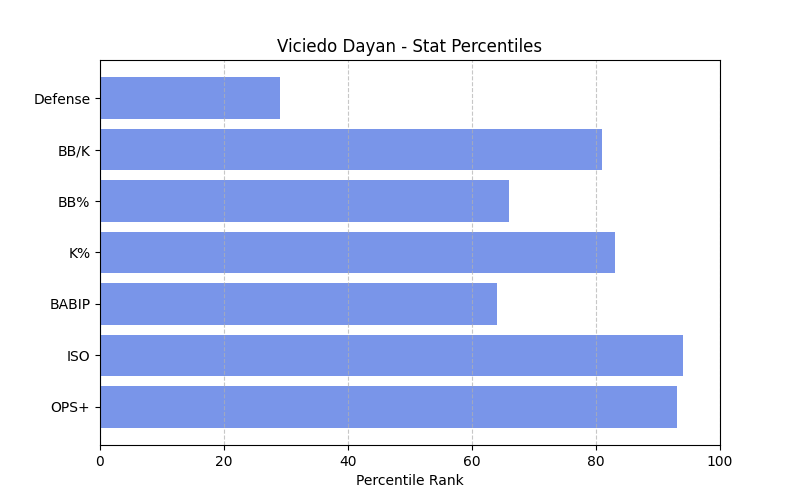 Viciedo Dayan - Stat Percentiles
Defense
BB/K
BB%
K%
BABIP
ISO
OPS+
0 20 40 60 80 100
Percentile Rank